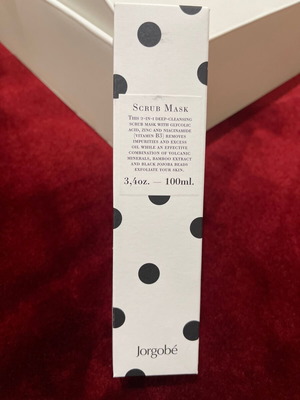 Scrub Mask
This 2-in-1 deep-cleansing
scrub mask with glycolic
acid, zinc and niacinamide
[vitamin B3] removes
impurities and excess
oil while an effective
combination of volcanic
minerals, bamboo extract
and black jojoba beads
exfoliate your skin.
3,4oz. — 100ml.
Jorgobé